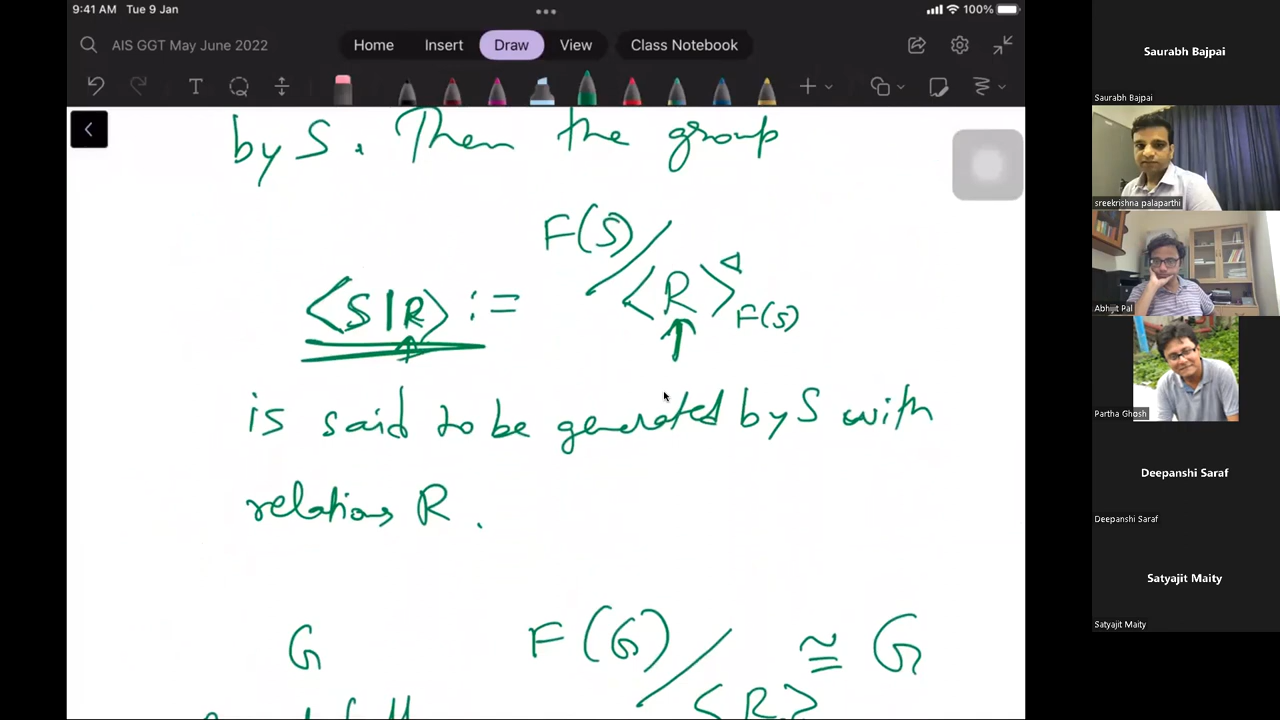 9:41 AM Tue 9 Jan
100%
AIS GGT May June 2022
Home Insert Draw View Class Notebook
by S. Then the group
⟨S|R⟩ := F(S)/⟨R⟩◁F(S)
is said to be generated by S with
relations R.
G F(G)/⟨R⟩ ≅ G
Saurabh Bajpai
Saurabh Bajpai
sreekrishna palaparthi
Abhijit Pal
Partha Ghosh
Deepanshi Saraf
Deepanshi Saraf
Satyajit Maity
Satyajit Maity